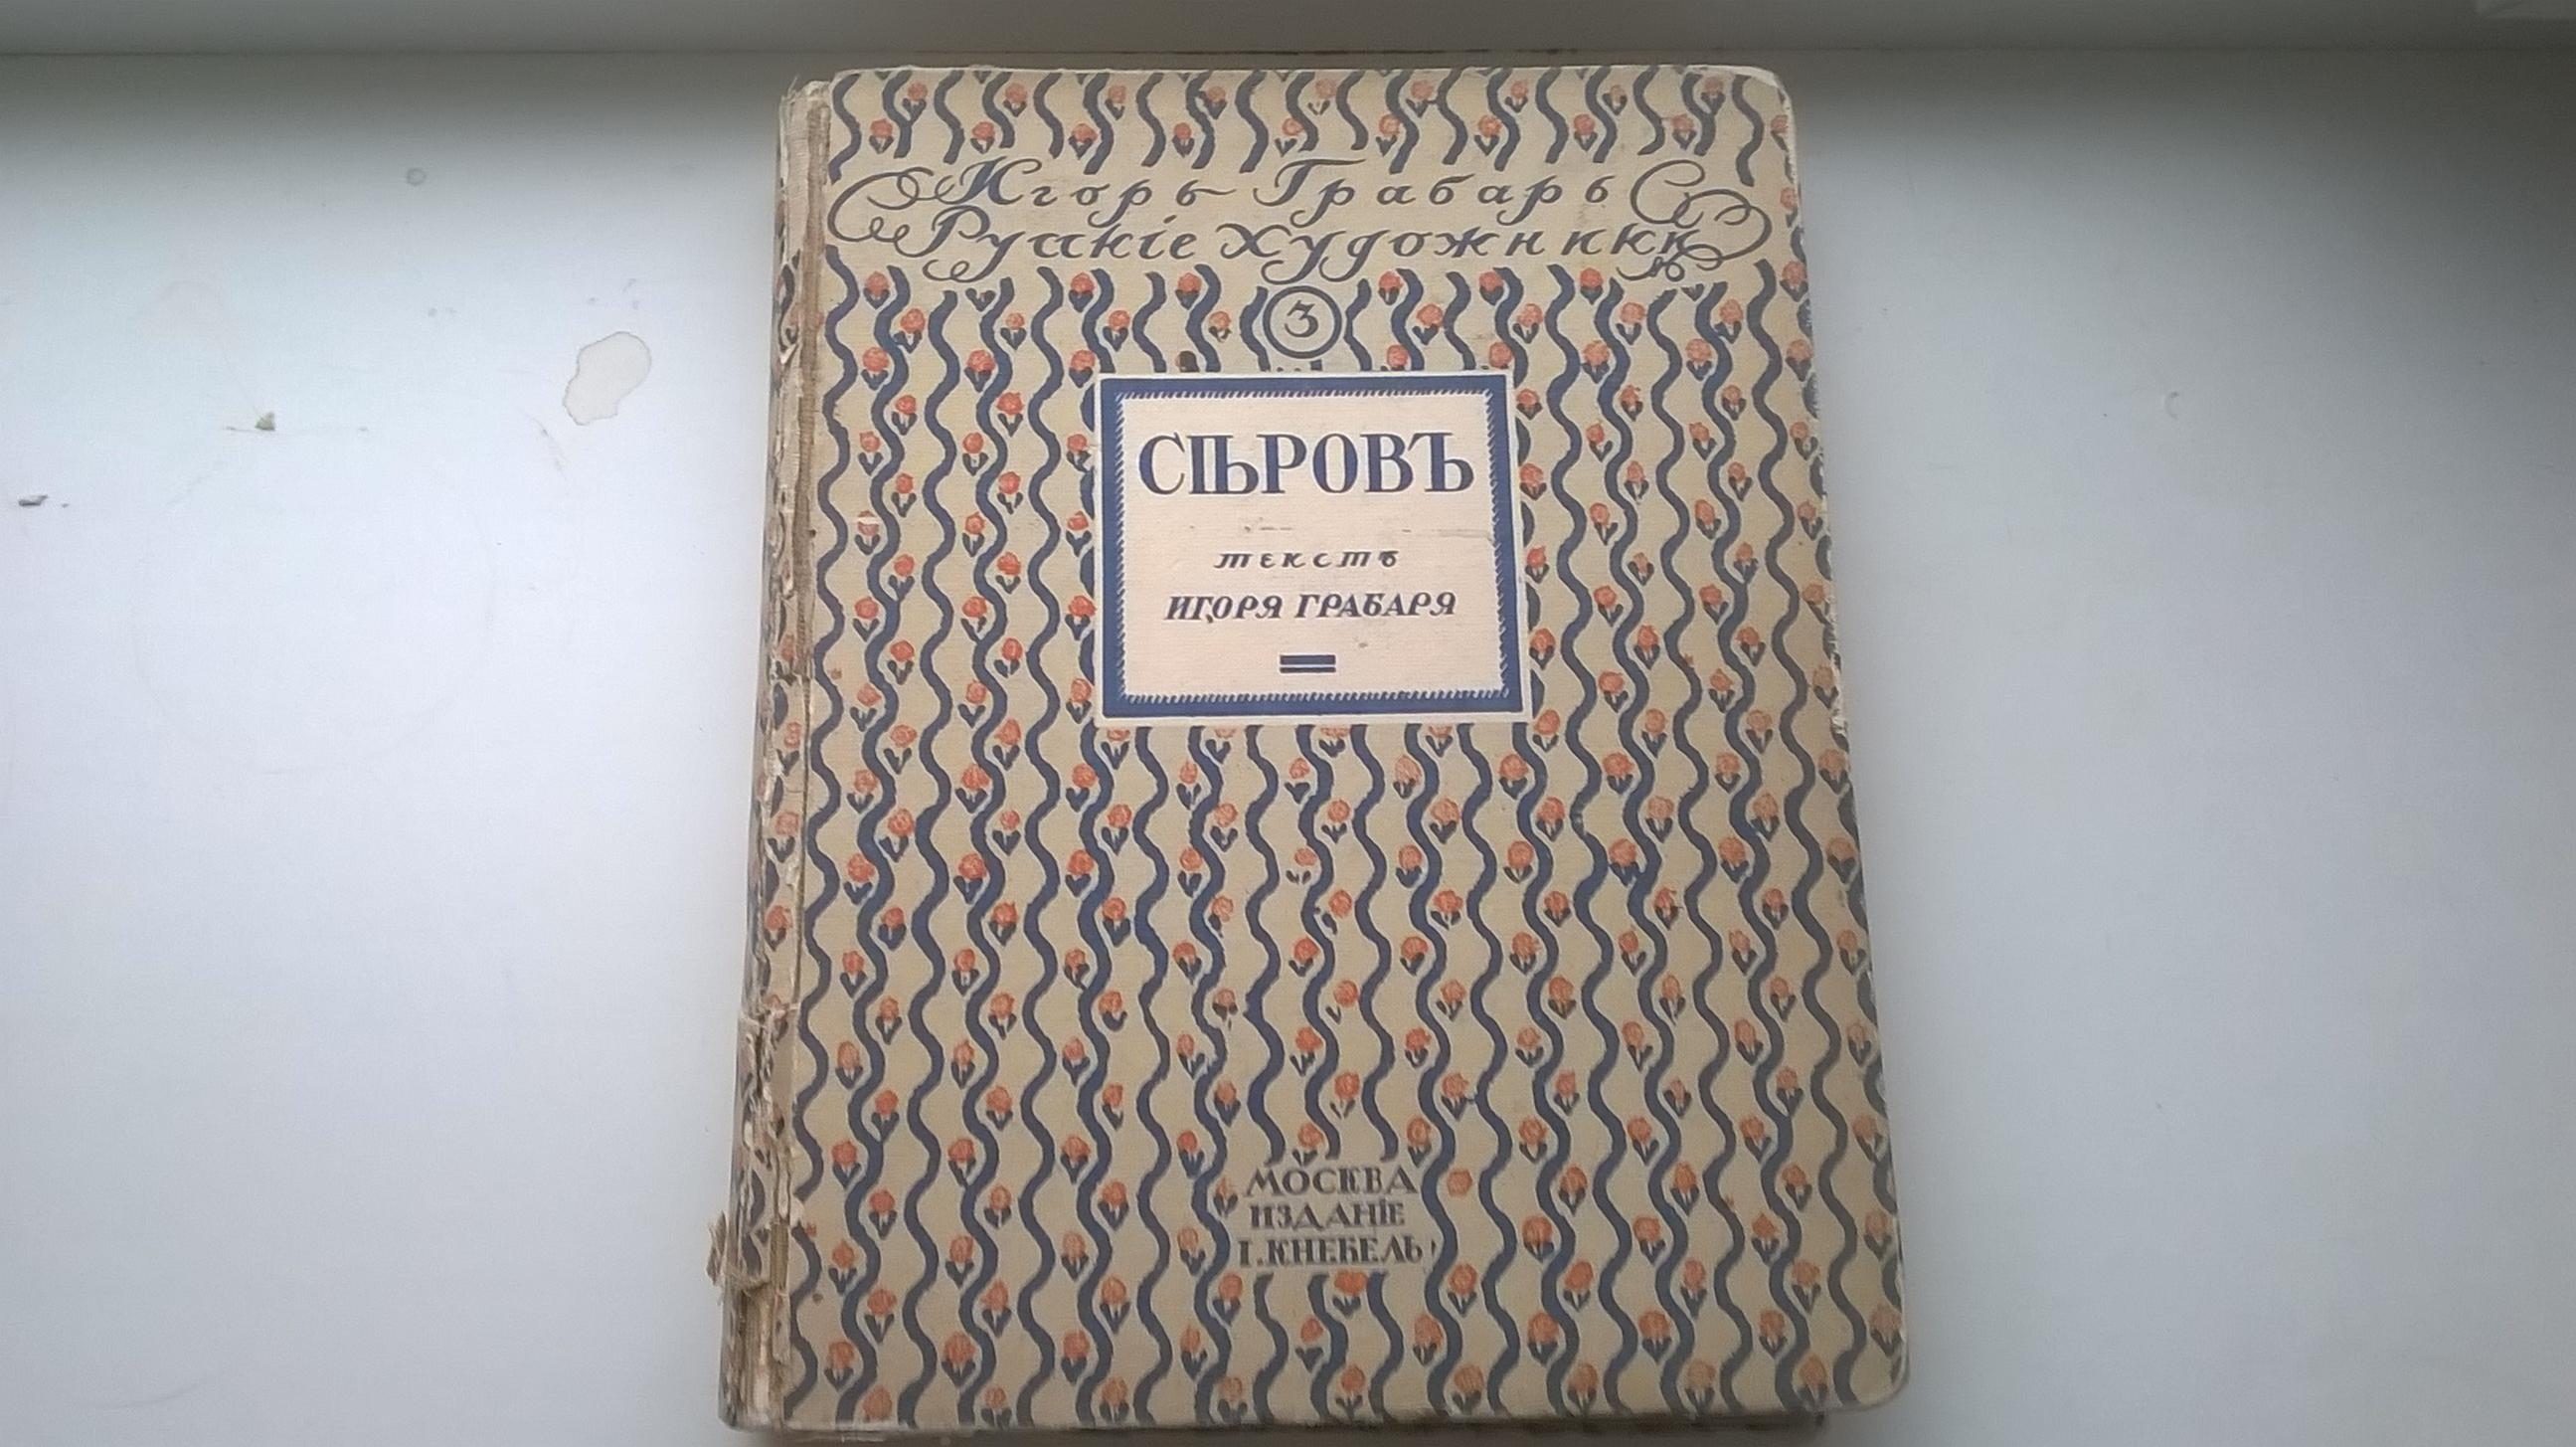 Игорь Грабарь
Русскіе художники
3
СѢРОВЪ
текстъ
ИГОРЯ ГРАБАРЯ
МОСКВА
ИЗДАНІЕ
І. КНЕБЕЛЬ